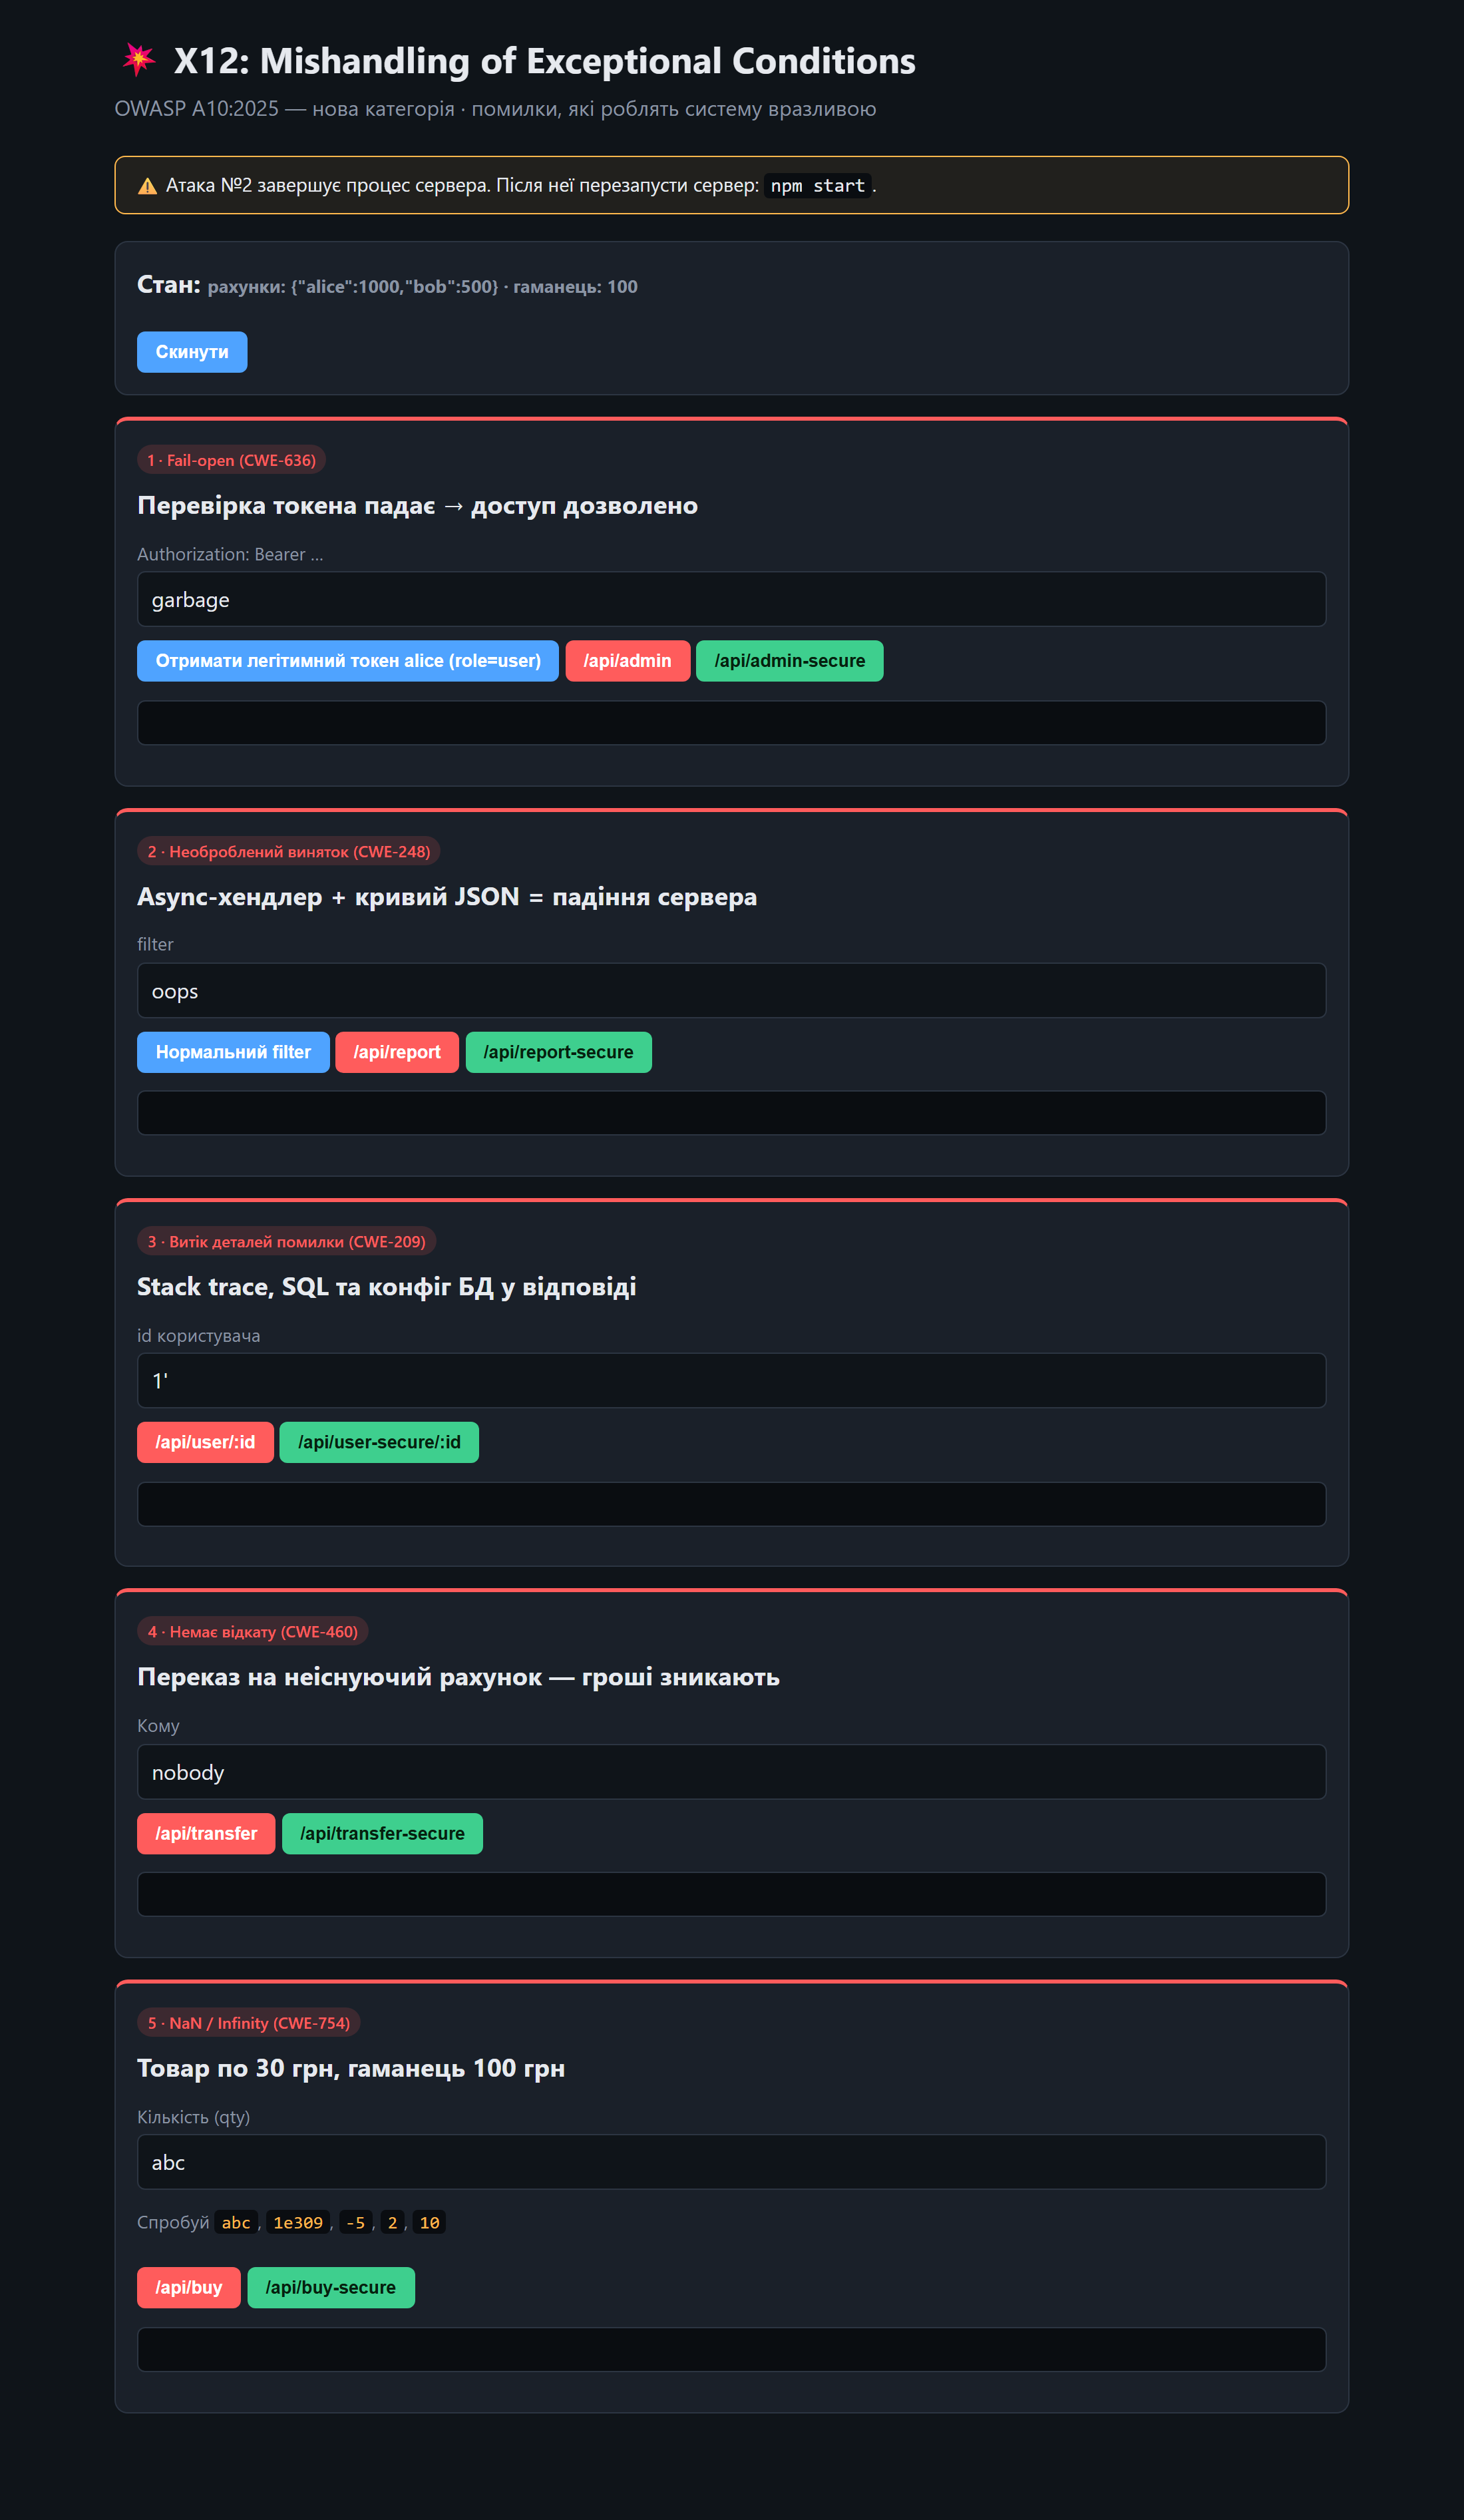 💥 X12: Mishandling of Exceptional Conditions
OWASP A10:2025 — нова категорія · помилки, які роблять систему вразливою
⚠️ Атака №2 завершує процес сервера. Після неї перезапусти сервер: npm start.
Стан: рахунки: {"alice":1000,"bob":500} · гаманець: 100
Скинути
1 · Fail-open (CWE-636)
Перевірка токена падає → доступ дозволено
Authorization: Bearer ...
garbage
Отримати легітимний токен alice (role=user) /api/admin /api/admin-secure
2 · Необроблений виняток (CWE-248)
Async-хендлер + кривий JSON = падіння сервера
filter
oops
Нормальний filter /api/report /api/report-secure
3 · Витік деталей помилки (CWE-209)
Stack trace, SQL та конфіг БД у відповіді
id користувача
1'
/api/user/:id /api/user-secure/:id
4 · Немає відкату (CWE-460)
Переказ на неіснуючий рахунок — гроші зникають
Кому
nobody
/api/transfer /api/transfer-secure
5 · NaN / Infinity (CWE-754)
Товар по 30 грн, гаманець 100 грн
Кількість (qty)
abc
Спробуй abc, 1e309, -5, 2, 10
/api/buy /api/buy-secure